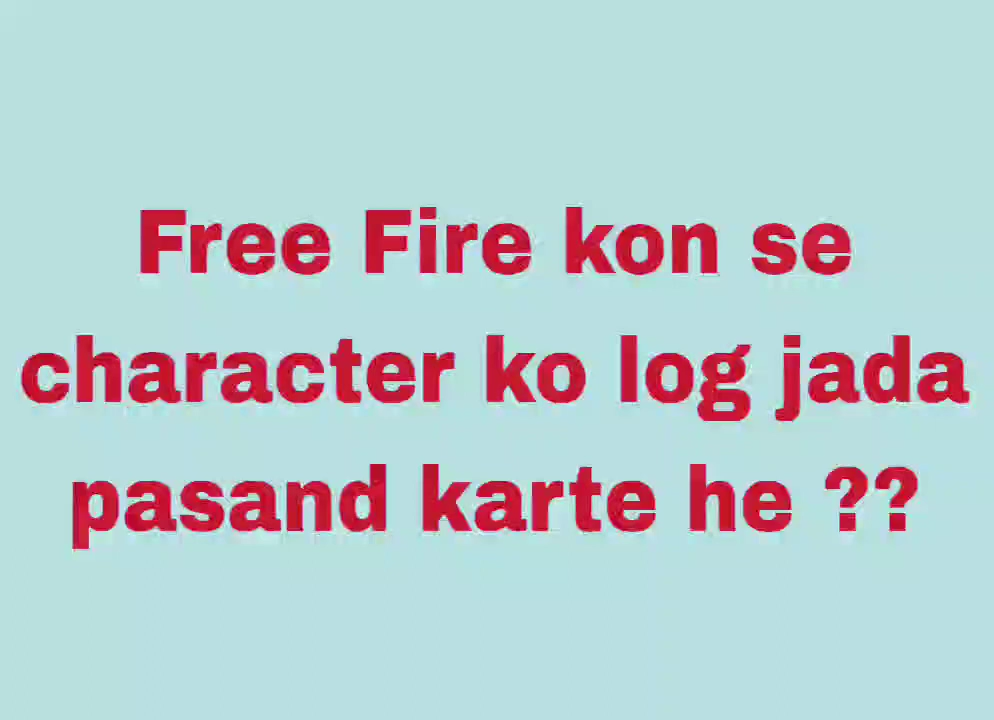 Free Fire kon se
character ko log jada
pasand karte he ??